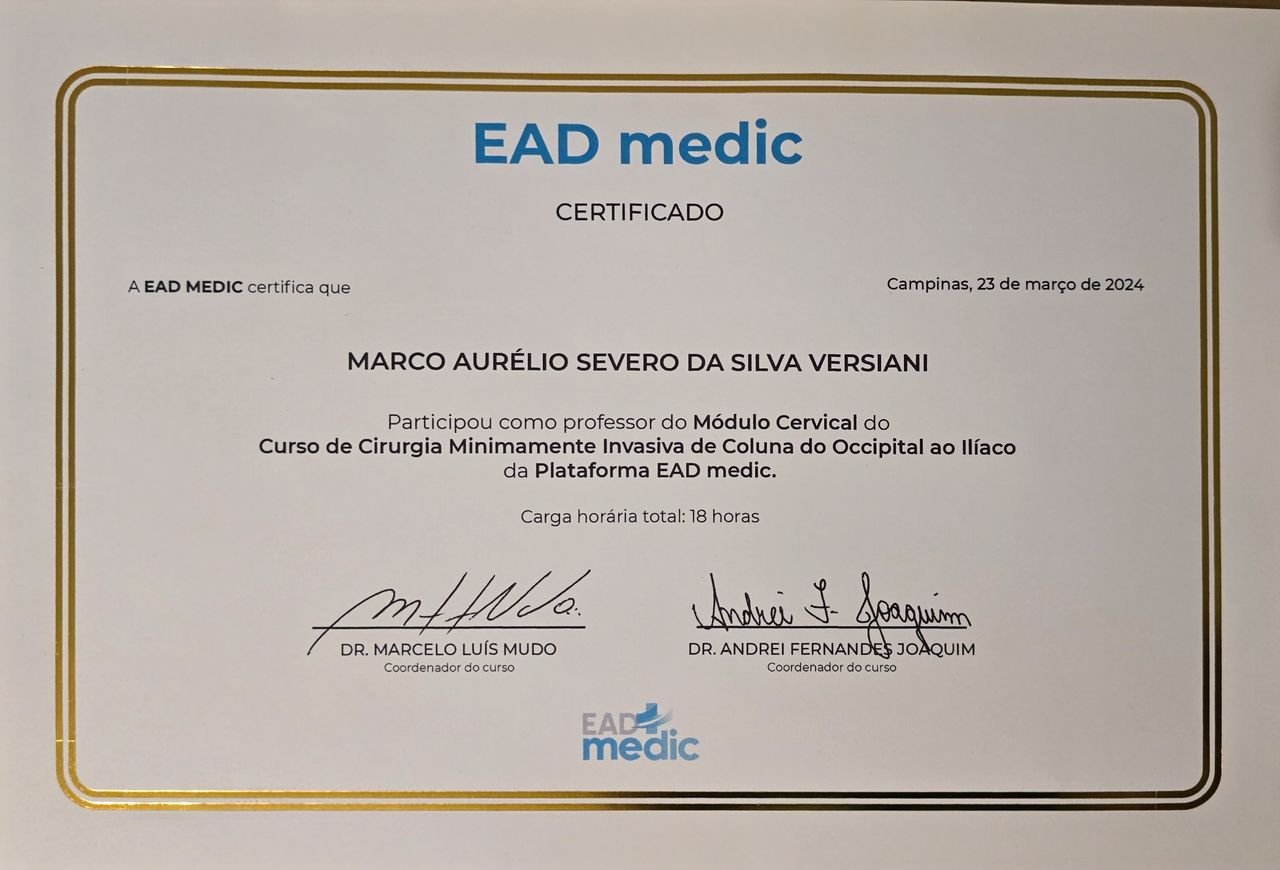 EAD medic
CERTIFICADO
A EAD MEDIC certifica que
Campinas, 23 de março de 2024
MARCO AURÉLIO SEVERO DA SILVA VERSIANI
Participou como professor do Módulo Cervical do
Curso de Cirurgia Minimamente Invasiva de Coluna do Occipital ao Ilíaco
da Plataforma EAD medic.
Carga horária total: 18 horas
Andrei F. Joaquim
DR. MARCELO LUÍS MUDO
Coordenador do curso
DR. ANDREI FERNANDES JOAQUIM
Coordenador do curso
EAD
medic